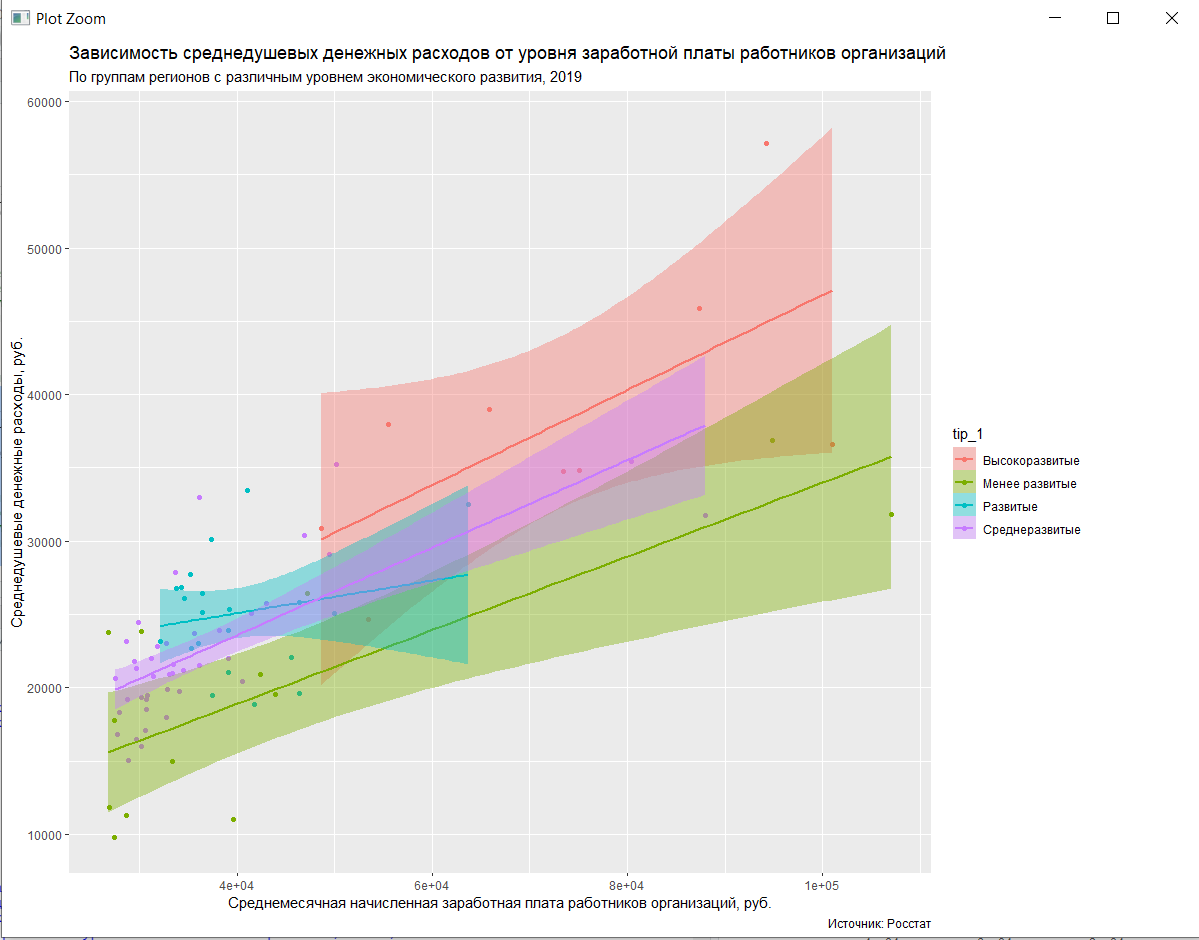 Plot Zoom
Зависимость среднедушевых денежных расходов от уровня заработной платы работников организаций
По группам регионов с различным уровнем экономического развития, 2019
60000
50000
40000
30000
20000
10000
Среднедушевые денежные расходы, руб.
4e+04 6e+04 8e+04 1e+05
Среднемесячная начисленная заработная плата работников организаций, руб.
Источник: Росстат
tip_1
Высокоразвитые
Менее развитые
Развитые
Среднеразвитые